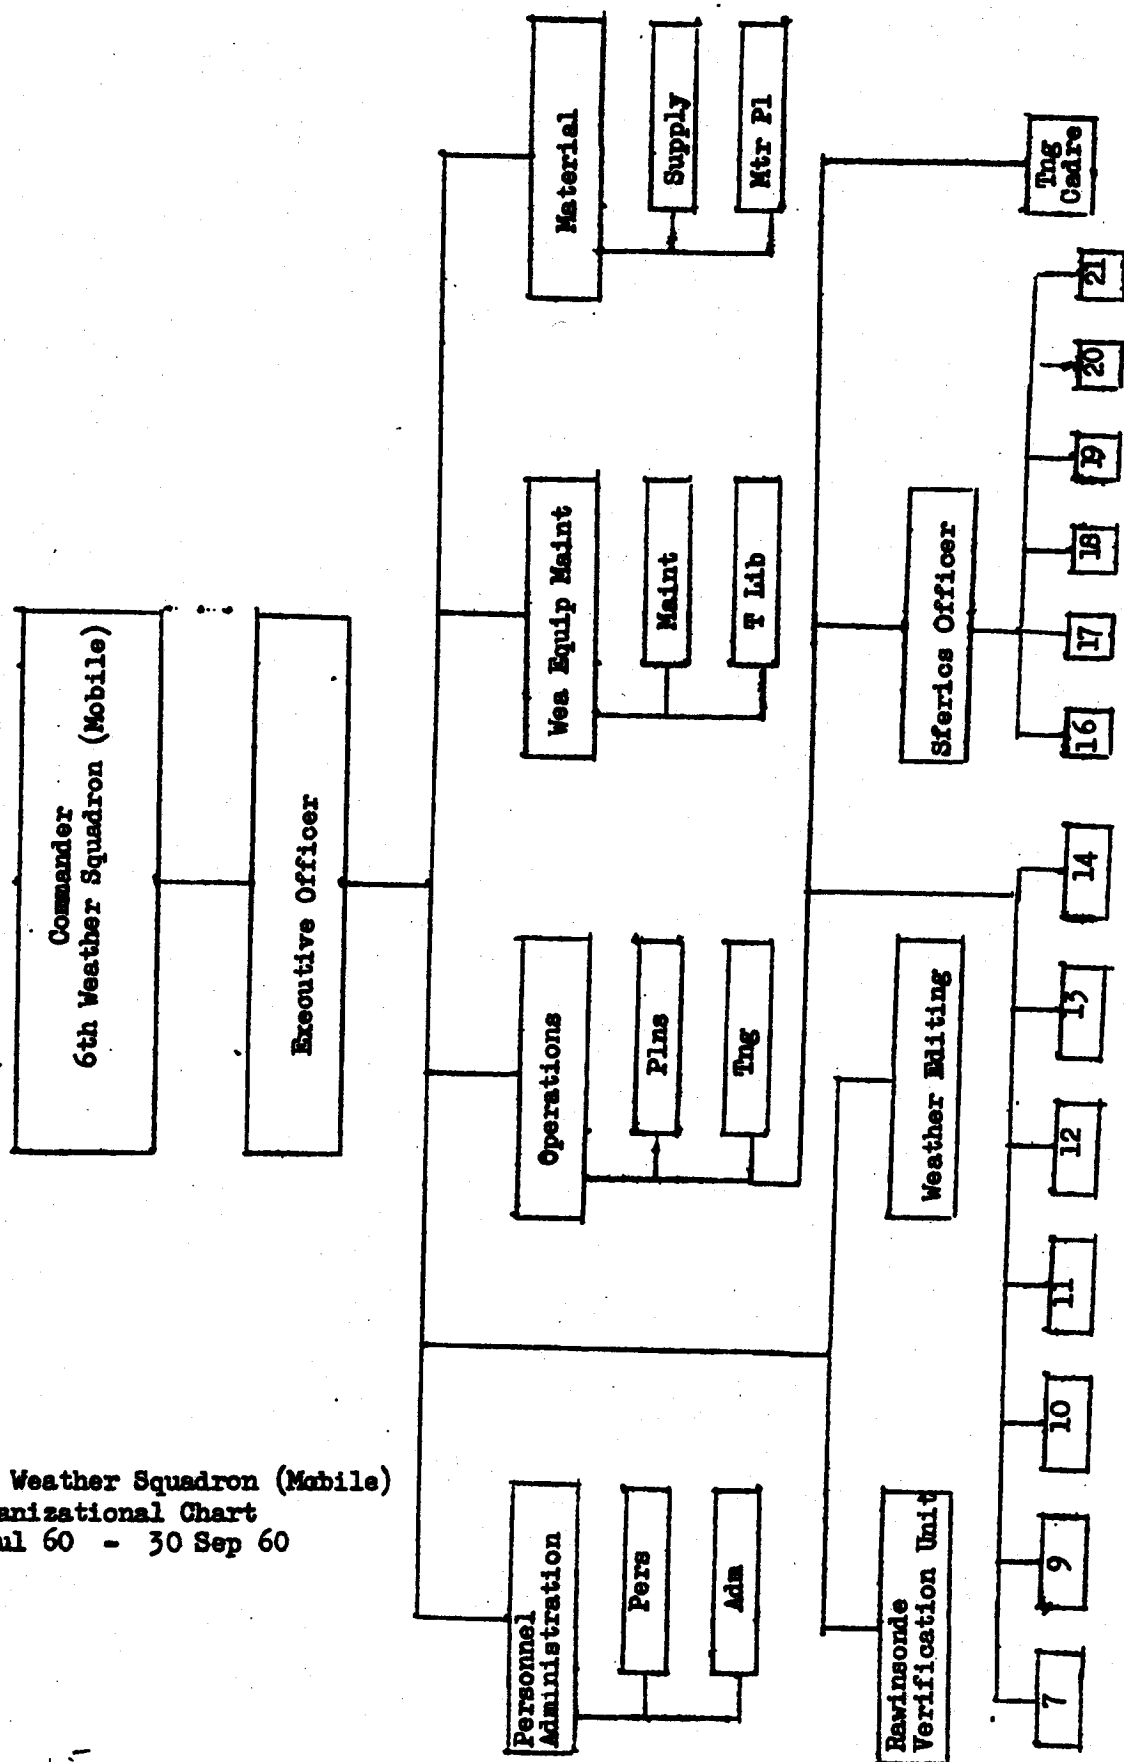 Commander
6th Weather Squadron (Mobile)
Executive Officer
Personnel
Administration
Operations
Wea Equip Maint
Material
Pers
Plns
Maint
Supply
Adm
Tng
T Lib
Mtr Pl
Rawinsonde
Verification Unit
Weather Editing
Sferics Officer
Tng
Cadre
7
9
10
11
12
13
14
16
17
18
19
20
21
Weather Squadron (Mobile)
anizational Chart
ul 60 - 30 Sep 60